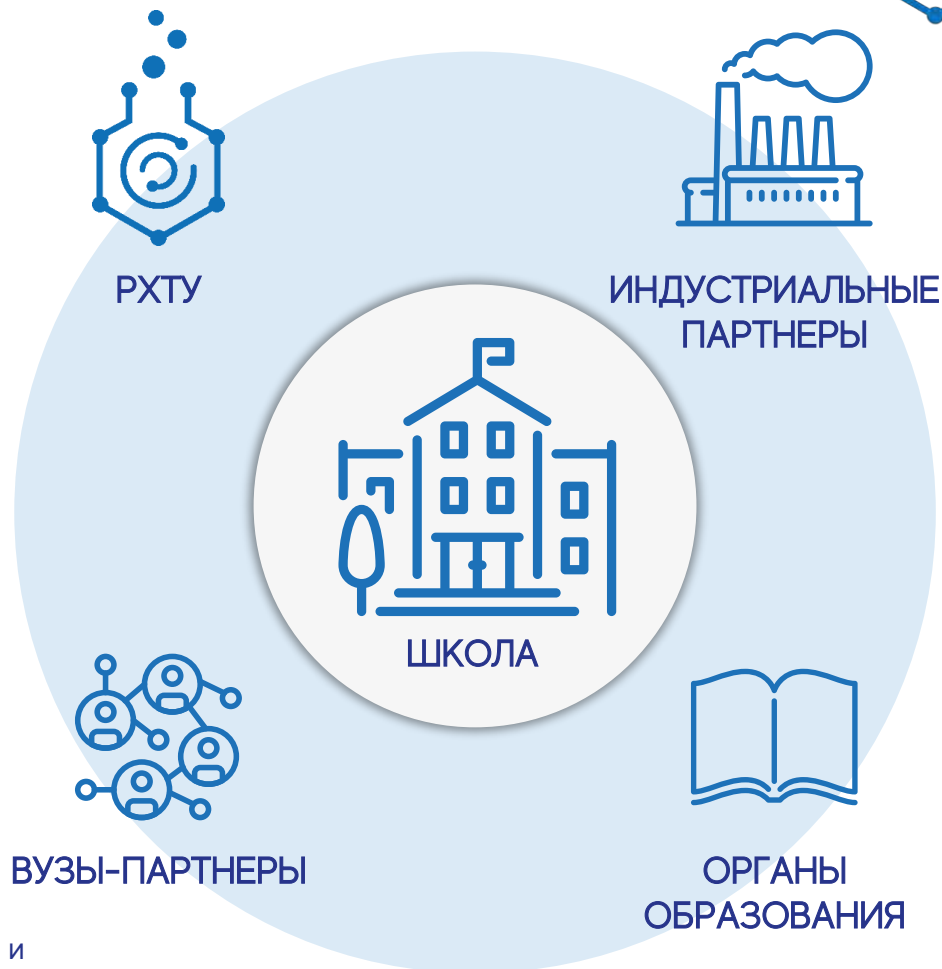 РХТУ
ИНДУСТРИАЛЬНЫЕ
ПАРТНЕРЫ
ШКОЛА
ВУЗЫ-ПАРТНЕРЫ
ОРГАНЫ
ОБРАЗОВАНИЯ
и